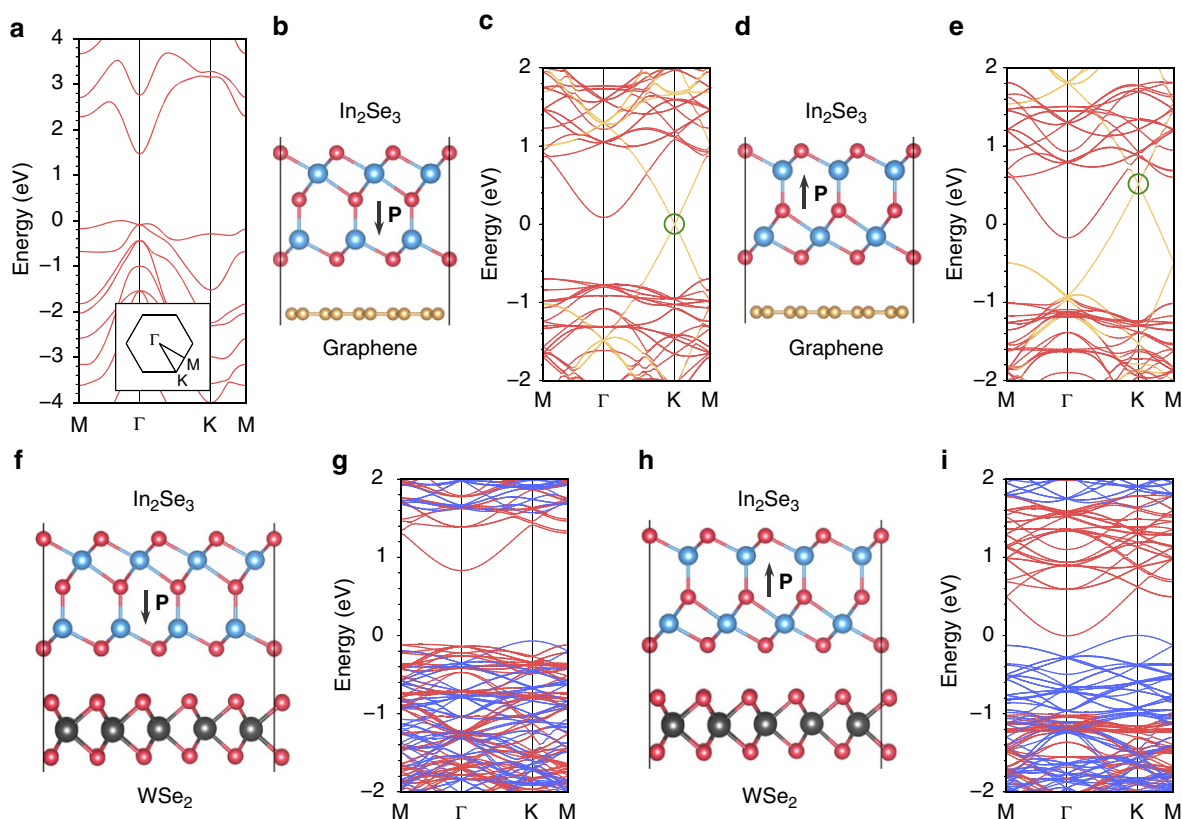 a
4
3
2
1
0
−1
−2
−3
−4
Energy (eV)
Γ
M
K
M
Γ
K
M
b
In2Se3
P
Graphene
c
2
1
0
−1
−2
Energy (eV)
M
Γ
K
M
d
In2Se3
P
Graphene
e
2
1
0
−1
−2
Energy (eV)
M
Γ
K
M
f
In2Se3
P
WSe2
g
2
1
0
−1
−2
Energy (eV)
M
Γ
K
M
h
In2Se3
P
WSe2
i
2
1
0
−1
−2
Energy (eV)
M
Γ
K
M